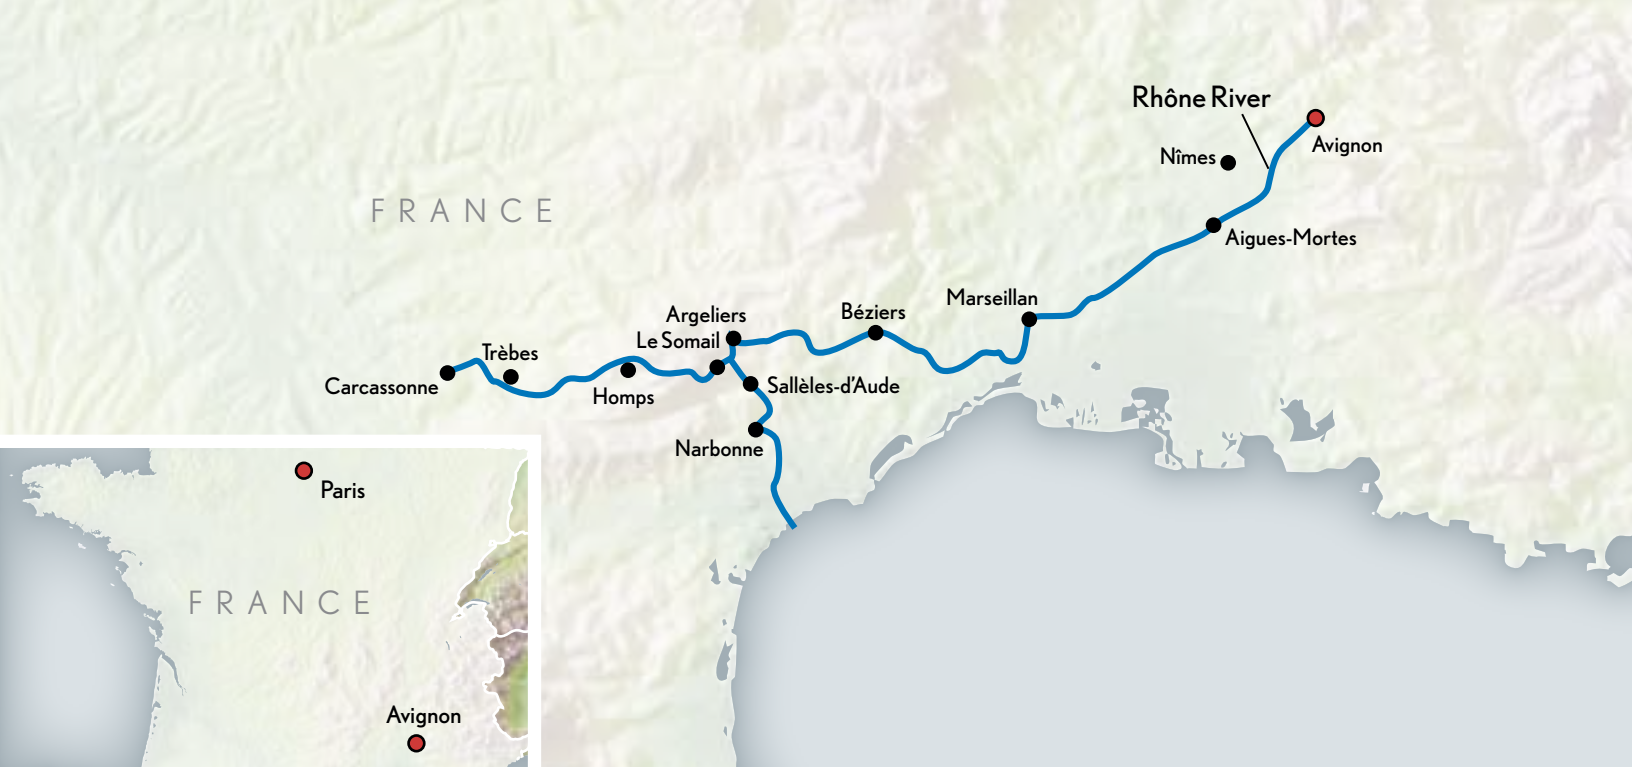 Rhône River
Avignon
Nîmes
FRANCE
Aigues-Mortes
Marseillan
Argeliers
Béziers
Le Somail
Trèbes
Carcassonne
Sallèles-d'Aude
Homps
Narbonne
Paris
FRANCE
Avignon